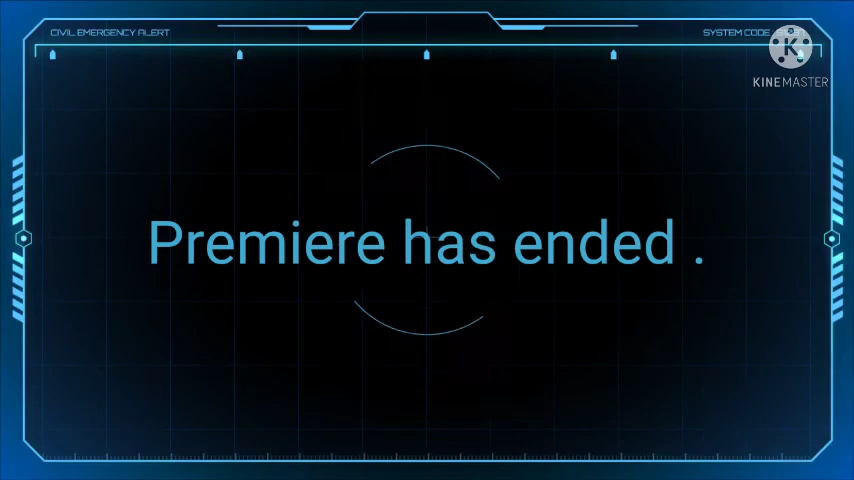 CIVIL EMERGENCY ALERT
SYSTEM CODE
K
KINEMASTER
Premiere has ended .